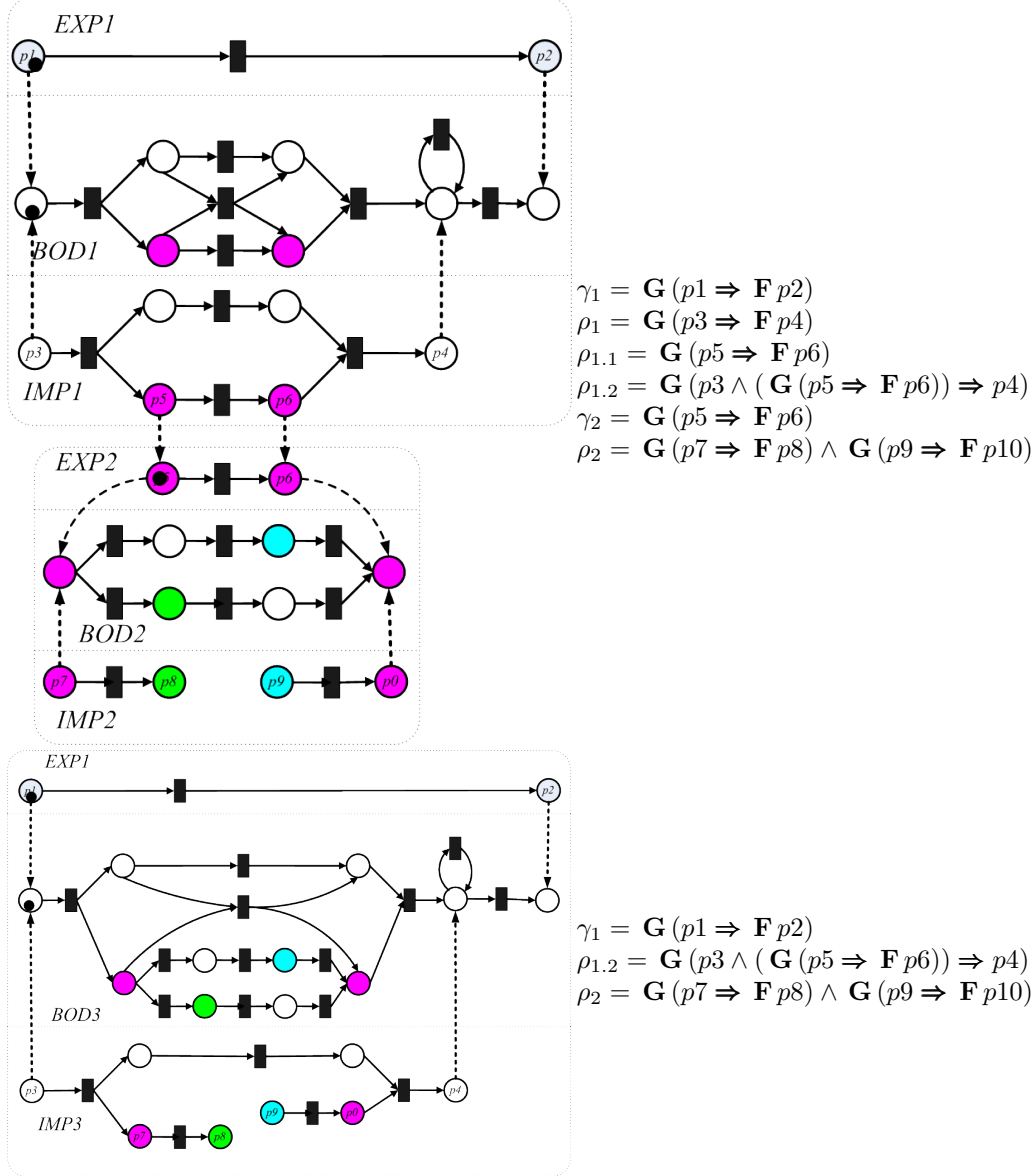 EXP1
p1 p2
BOD1
p3 p4
IMP1
p5 p6
γ₁ = G (p1 ⇒ F p2)
ρ₁ = G (p3 ⇒ F p4)
ρ₁.₁ = G (p5 ⇒ F p6)
ρ₁.₂ = G (p3 ∧ ( G (p5 ⇒ F p6)) ⇒ p4)
γ₂ = G (p5 ⇒ F p6)
ρ₂ = G (p7 ⇒ F p8) ∧ G (p9 ⇒ F p10)
EXP2
p6
BOD2
p7 p8 p9 p0
IMP2
EXP1
p1 p2
BOD3
p3 p4
IMP3
p9 p0
p7 p8
γ₁ = G (p1 ⇒ F p2)
ρ₁.₂ = G (p3 ∧ ( G (p5 ⇒ F p6)) ⇒ p4)
ρ₂ = G (p7 ⇒ F p8) ∧ G (p9 ⇒ F p10)